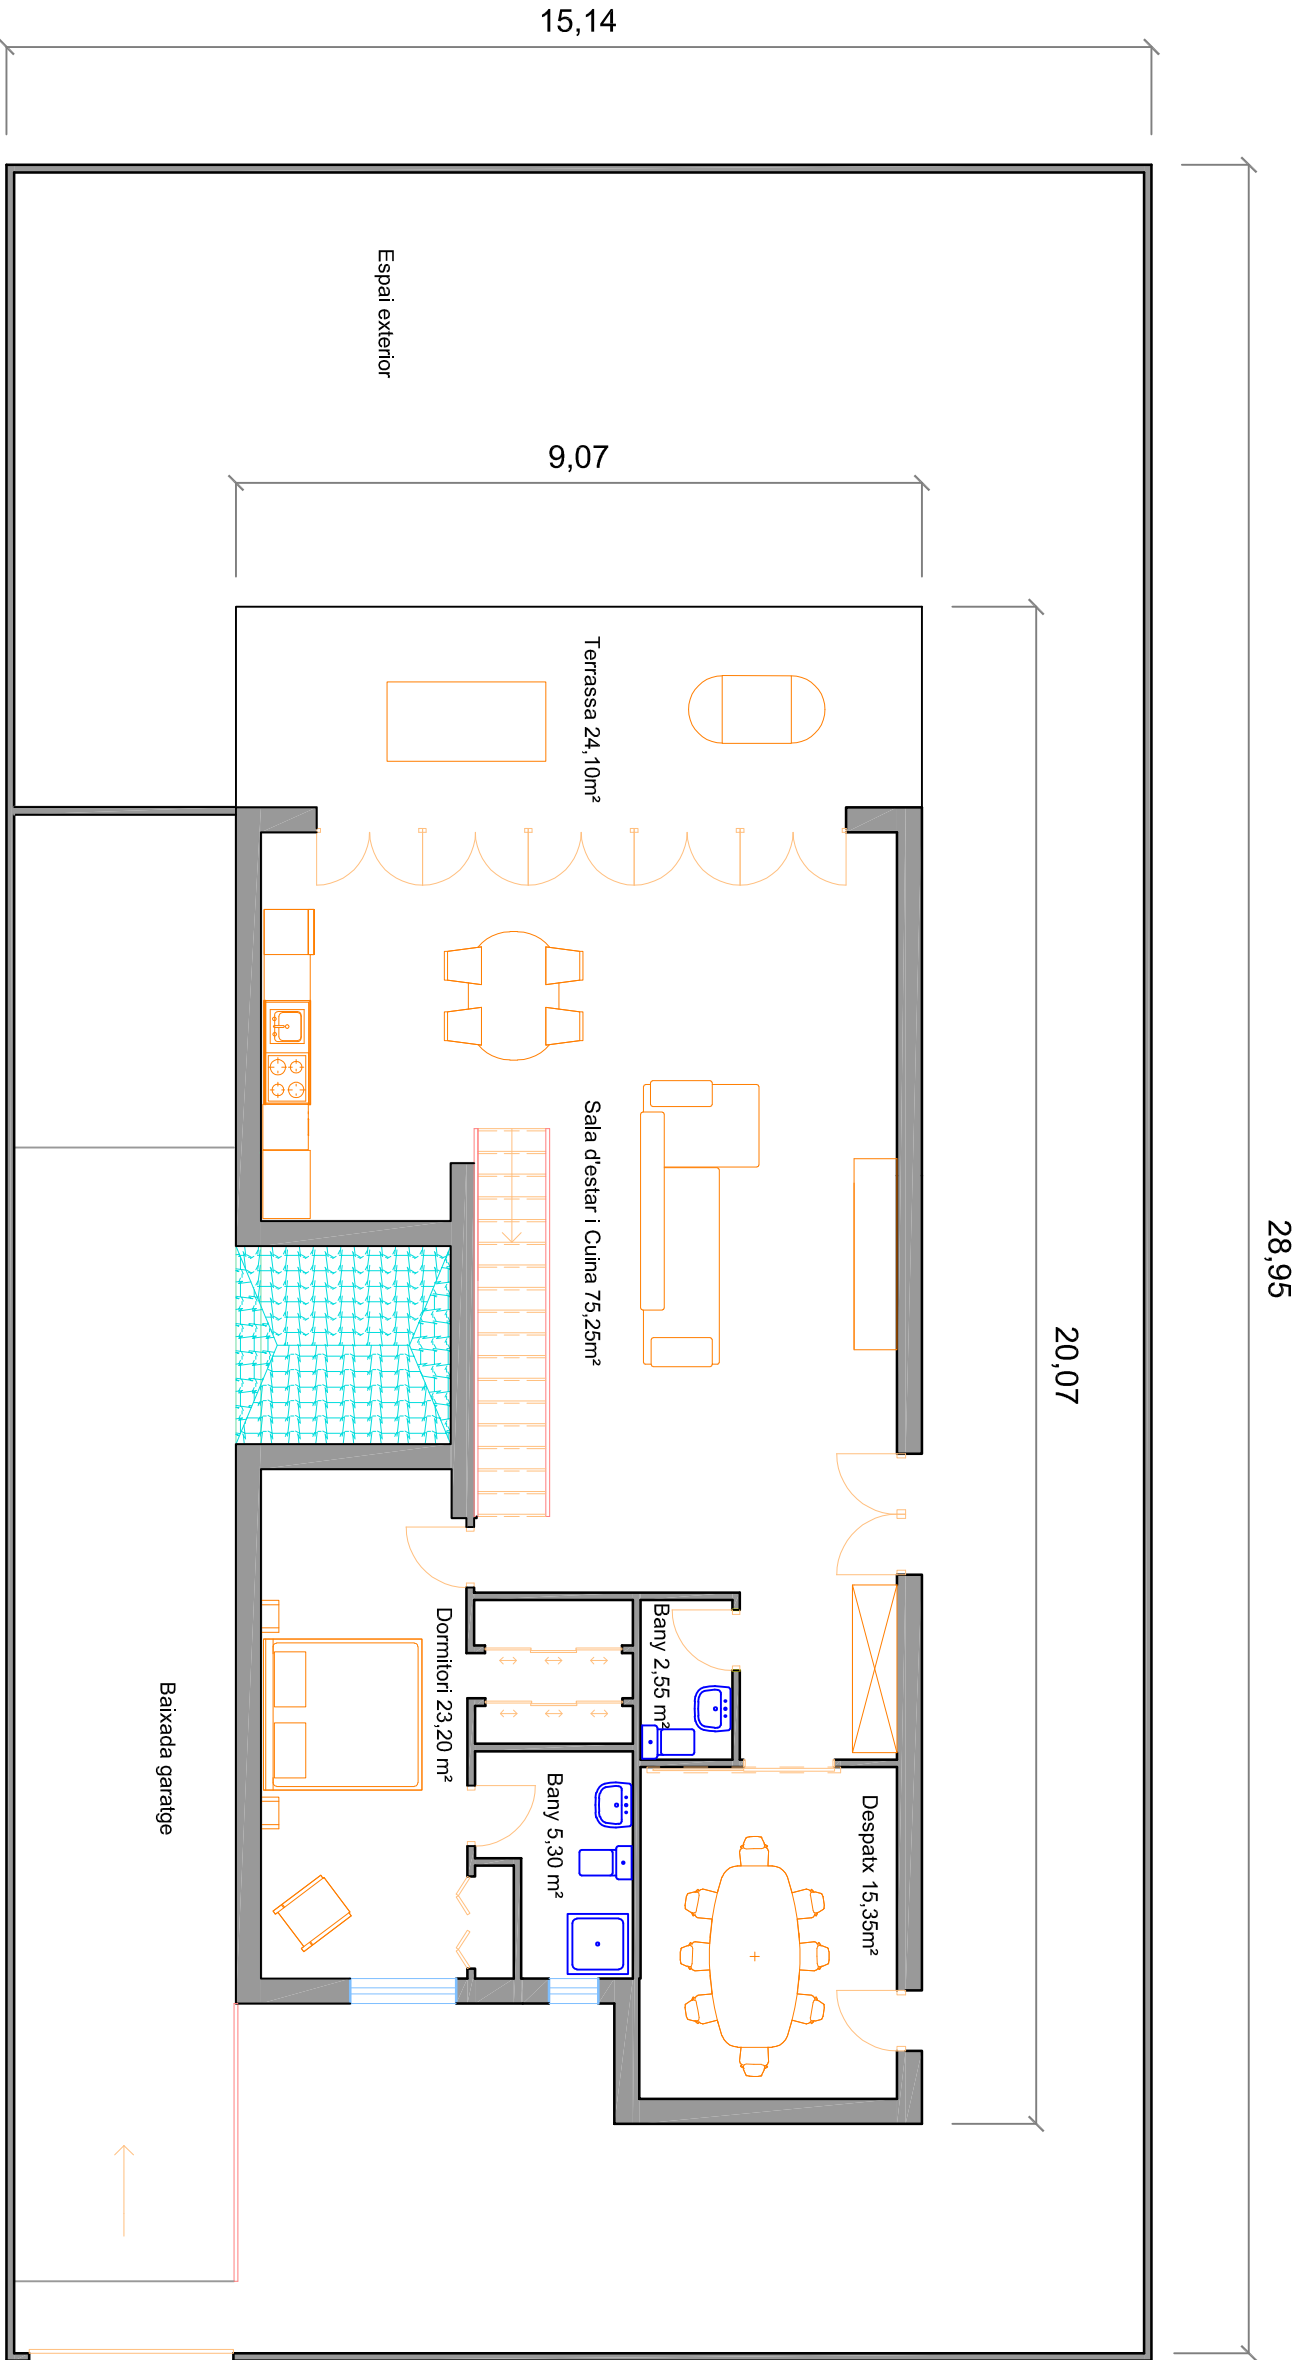 15,14
28,95
Espai exterior
9,07
20,07
Terrassa 24,10m²
Sala d'estar i Cuina 75,25m²
Bany 2,55 m²
Dormitori 23,20 m²
Baixada garatge
Bany 5,30 m²
Despatx 15,35m²